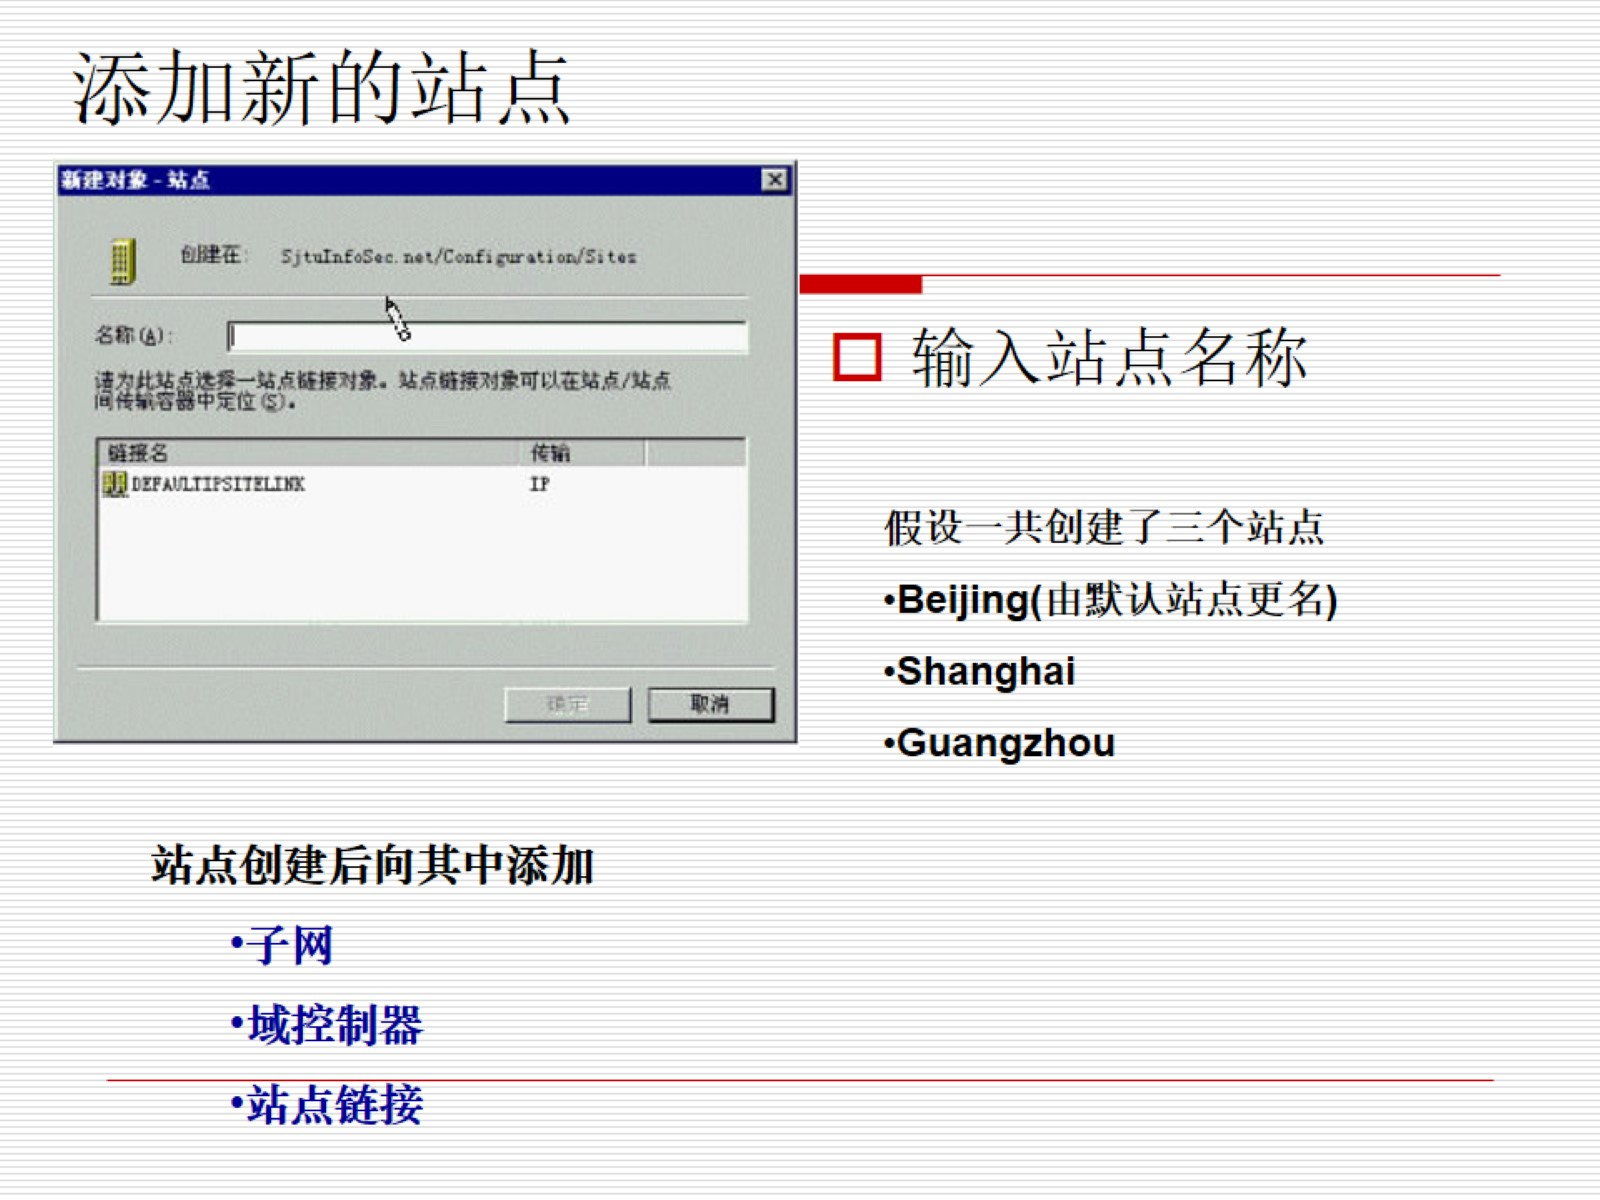 添加新的站点
新建对象 - 站点
创建在: SjtuInfoSec.net/Configuration/Sites
名称(A):
请为此站点选择一站点链接对象。站点链接对象可以在站点/站点
间传输容器中定位(S)。
链接名 传输
DEFAULTIPSITELINK IP
确定 取消
输入站点名称
假设一共创建了三个站点
•Beijing(由默认站点更名)
•Shanghai
•Guangzhou
站点创建后向其中添加
•子网
•域控制器
•站点链接